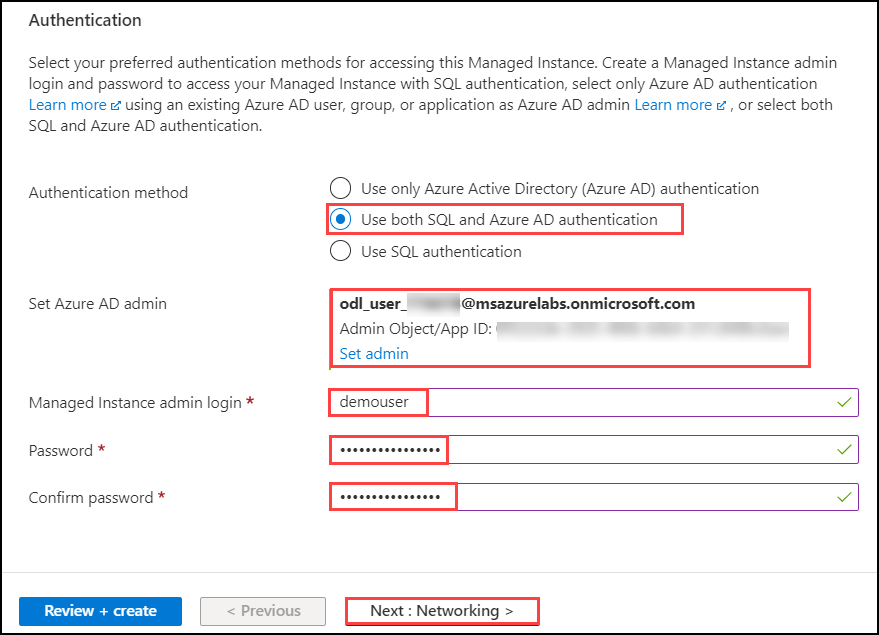 Authentication
Select your preferred authentication methods for accessing this Managed Instance. Create a Managed Instance admin
login and password to access your Managed Instance with SQL authentication, select only Azure AD authentication
Learn more using an existing Azure AD user, group, or application as Azure AD admin Learn more , or select both
SQL and Azure AD authentication.
Authentication method
Use only Azure Active Directory (Azure AD) authentication
Use both SQL and Azure AD authentication
Use SQL authentication
Set Azure AD admin
odl_user_ @msazurelabs.onmicrosoft.com
Admin Object/App ID:
Set admin
Managed Instance admin login * demouser
Password * ••••••••••••••••
Confirm password * ••••••••••••••••
Review + create < Previous Next : Networking >